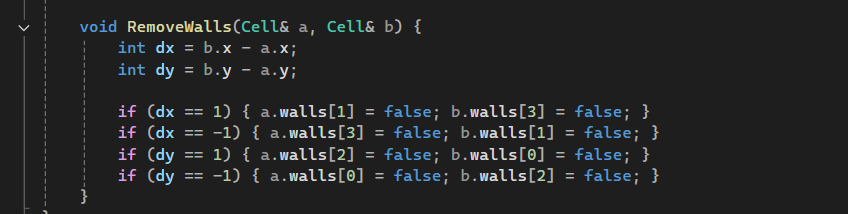 void RemoveWalls(Cell& a, Cell& b) {
int dx = b.x - a.x;
int dy = b.y - a.y;
if (dx == 1) { a.walls[1] = false; b.walls[3] = false; }
if (dx == -1) { a.walls[3] = false; b.walls[1] = false; }
if (dy == 1) { a.walls[2] = false; b.walls[0] = false; }
if (dy == -1) { a.walls[0] = false; b.walls[2] = false; }
}